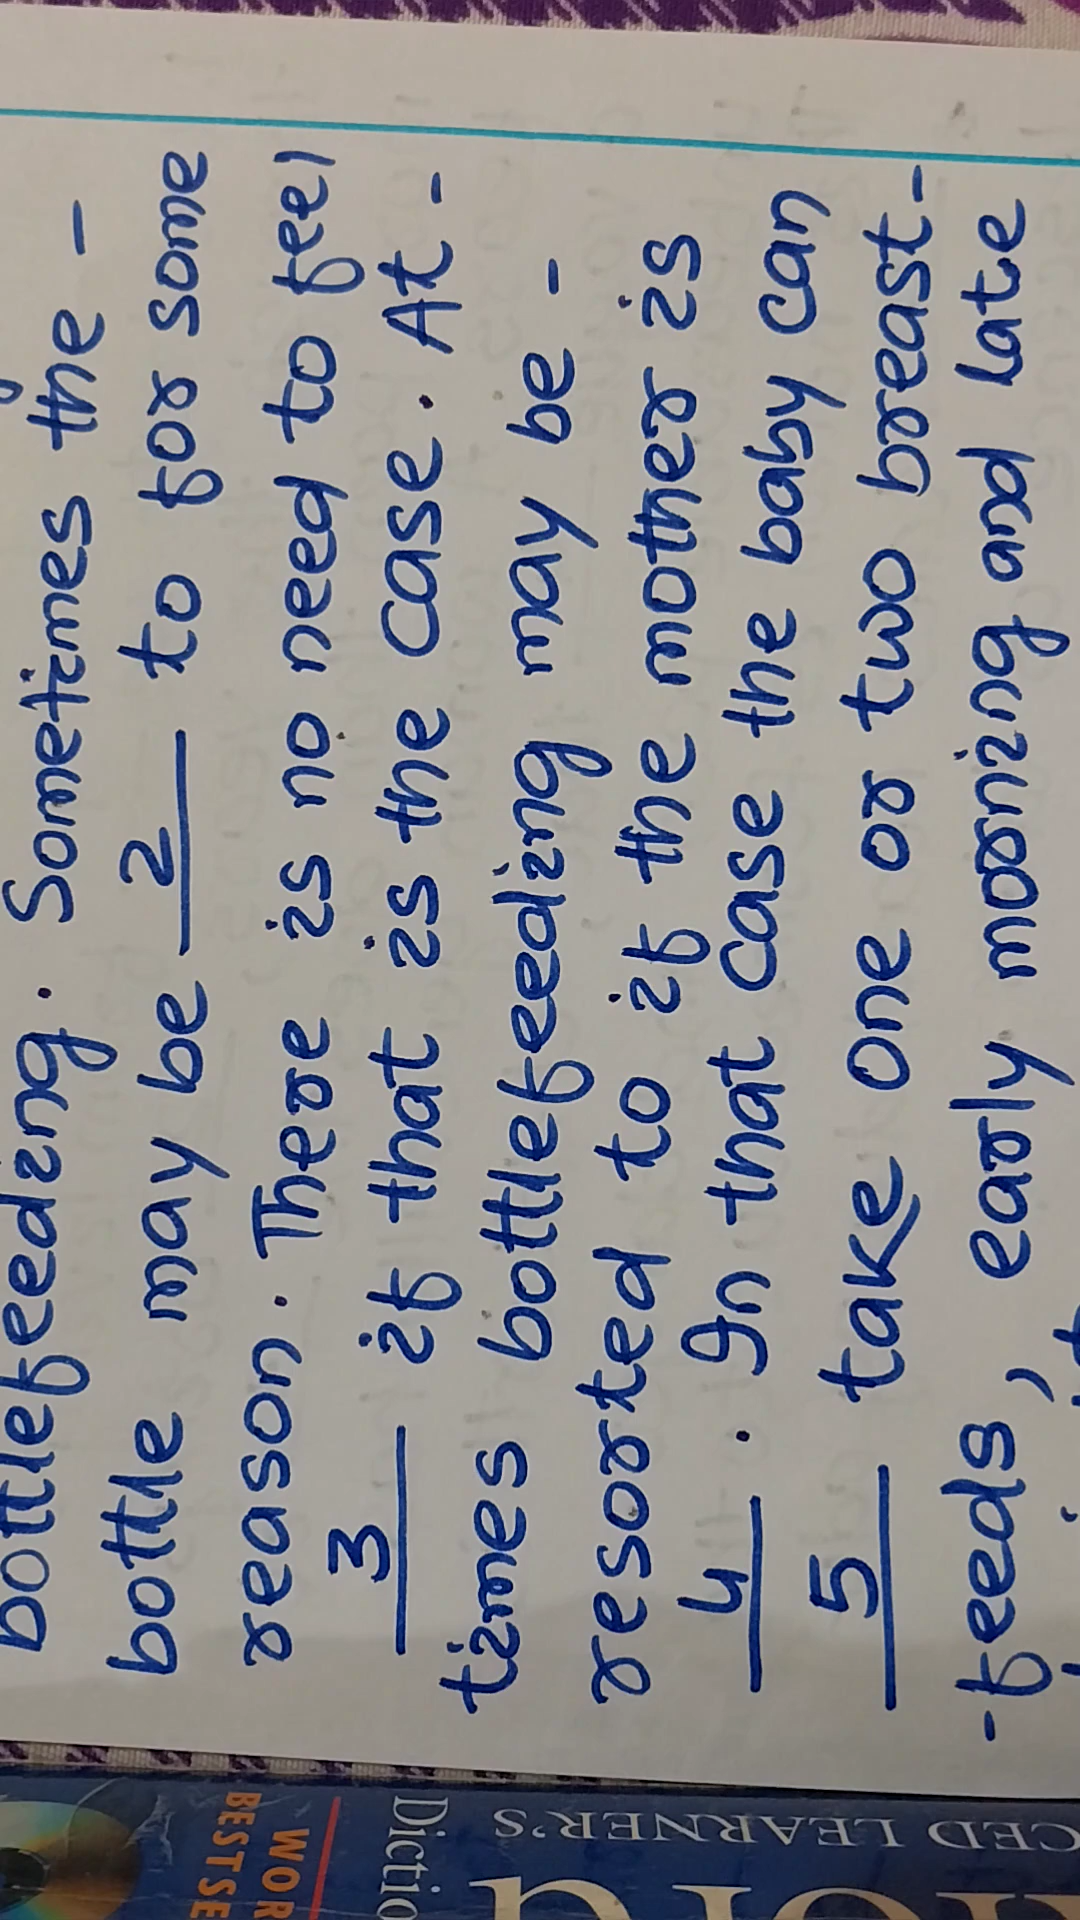 bottlefeeding. Sometimes the -
bottle may be 2 to for some
reason. There is no need to feel
3 if that is the case. At -
times bottlefeeding may be -
resorted to if the mother is
4. In that case the baby can
5 take one or two breast-
-feeds, early morning and late
WOR
BESTSE
Dictio
CED LEARNER'S